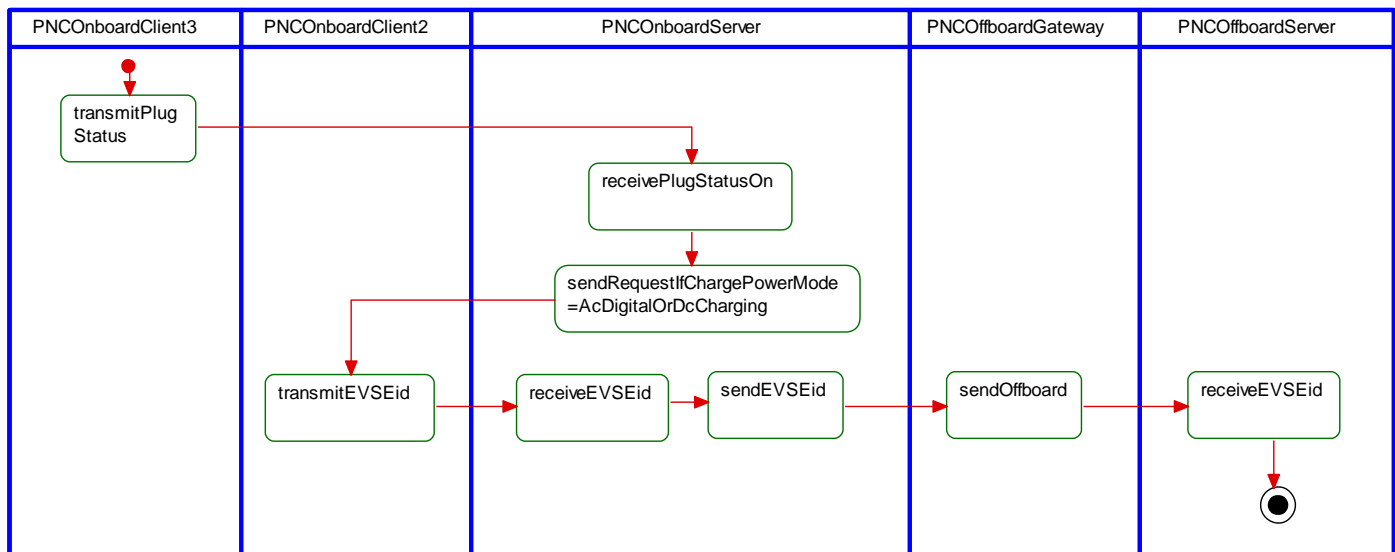 PNCOnboardClient3
PNCOnboardClient2
PNCOnboardServer
PNCOffboardGateway
PNCOffboardServer
transmitPlug
Status
receivePlugStatusOn
sendRequestIfChargePowerMode
=AcDigitalOrDcCharging
transmitEVSEid
receiveEVSEid
sendEVSEid
sendOffboard
receiveEVSEid